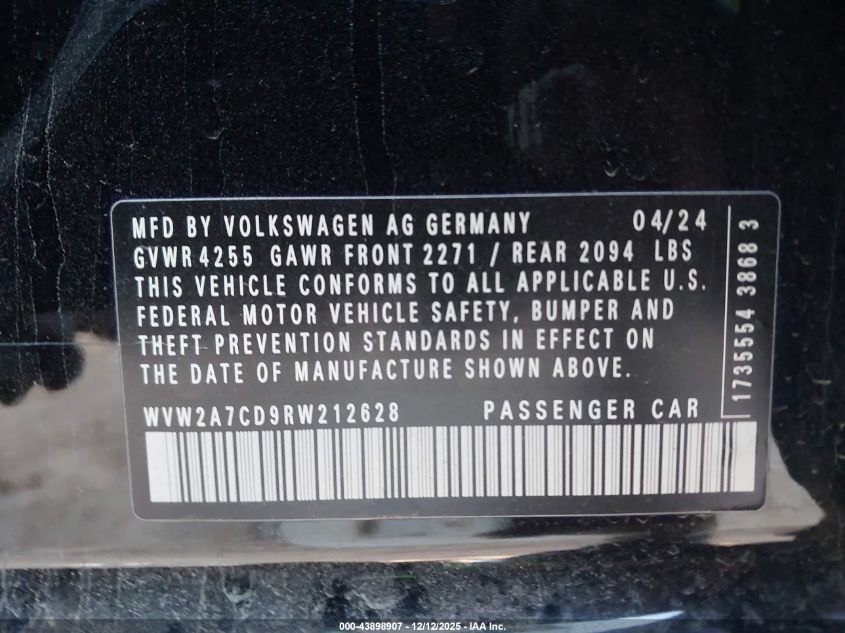 MFD BY VOLKSWAGEN AG GERMANY 04/24
GVWR 4255 GAWR FRONT 2271 / REAR 2094 LBS
THIS VEHICLE CONFORMS TO ALL APPLICABLE U.S.
FEDERAL MOTOR VEHICLE SAFETY, BUMPER AND
THEFT PREVENTION STANDARDS IN EFFECT ON
THE DATE OF MANUFACTURE SHOWN ABOVE.
WVW2A7CD9RW212628 PASSENGER CAR
1735554 3868 3
000-43898907 - 12/12/2025 - IAA Inc.